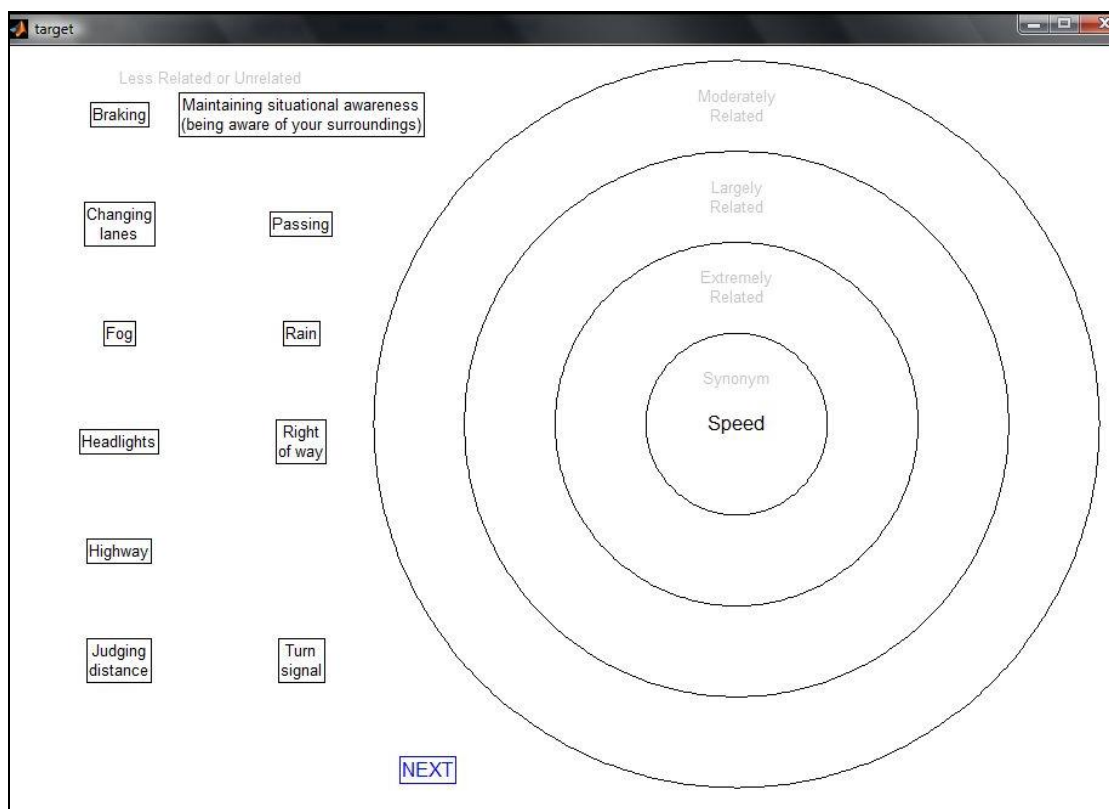 target
Less Related or Unrelated
Braking
Maintaining situational awareness
(being aware of your surroundings)
Changing
lanes
Passing
Fog
Rain
Headlights
Right
of way
Highway
Judging
distance
Turn
signal
NEXT
Moderately
Related
Largely
Related
Extremely
Related
Synonym
Speed